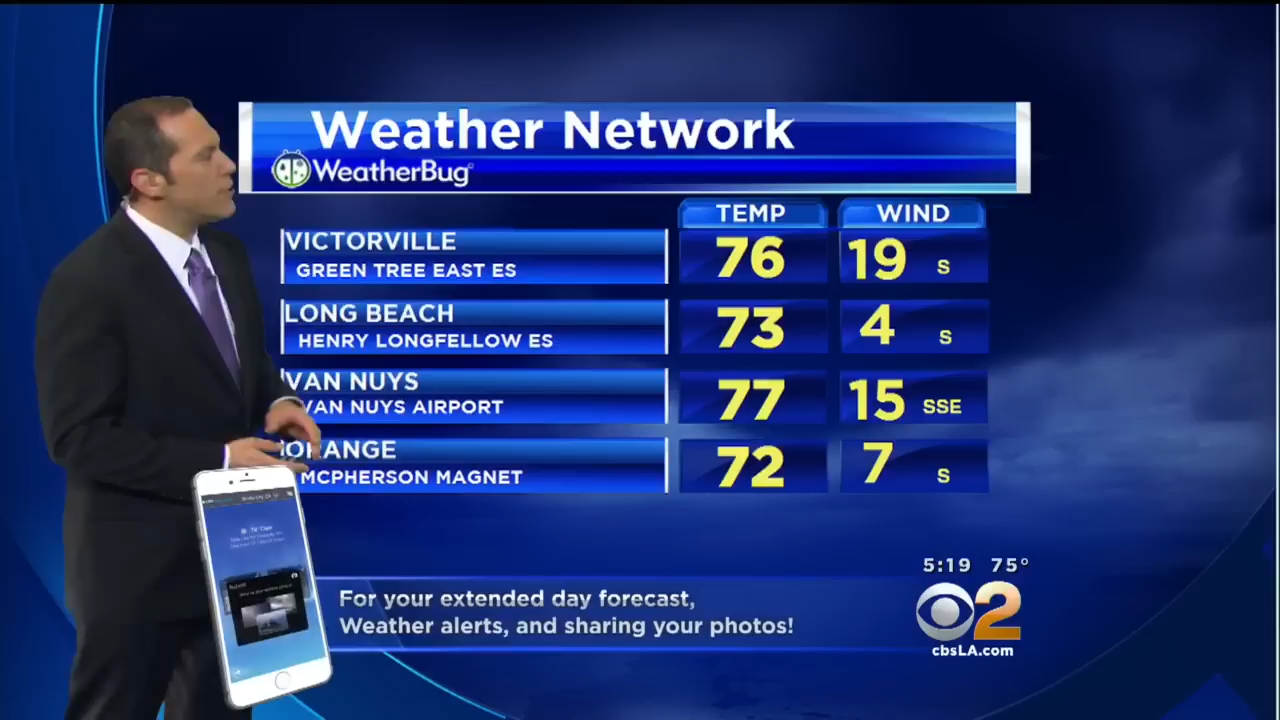 Weather Network
WeatherBug
TEMP WIND
VICTORVILLE
GREEN TREE EAST ES
76 19 S
LONG BEACH
HENRY LONGFELLOW ES
73 4 S
VAN NUYS
VAN NUYS AIRPORT
77 15 SSE
ORANGE
MCPHERSON MAGNET
72 7 S
5:19 75°
For your extended day forecast,
Weather alerts, and sharing your photos!
CBS 2
cbsLA.com